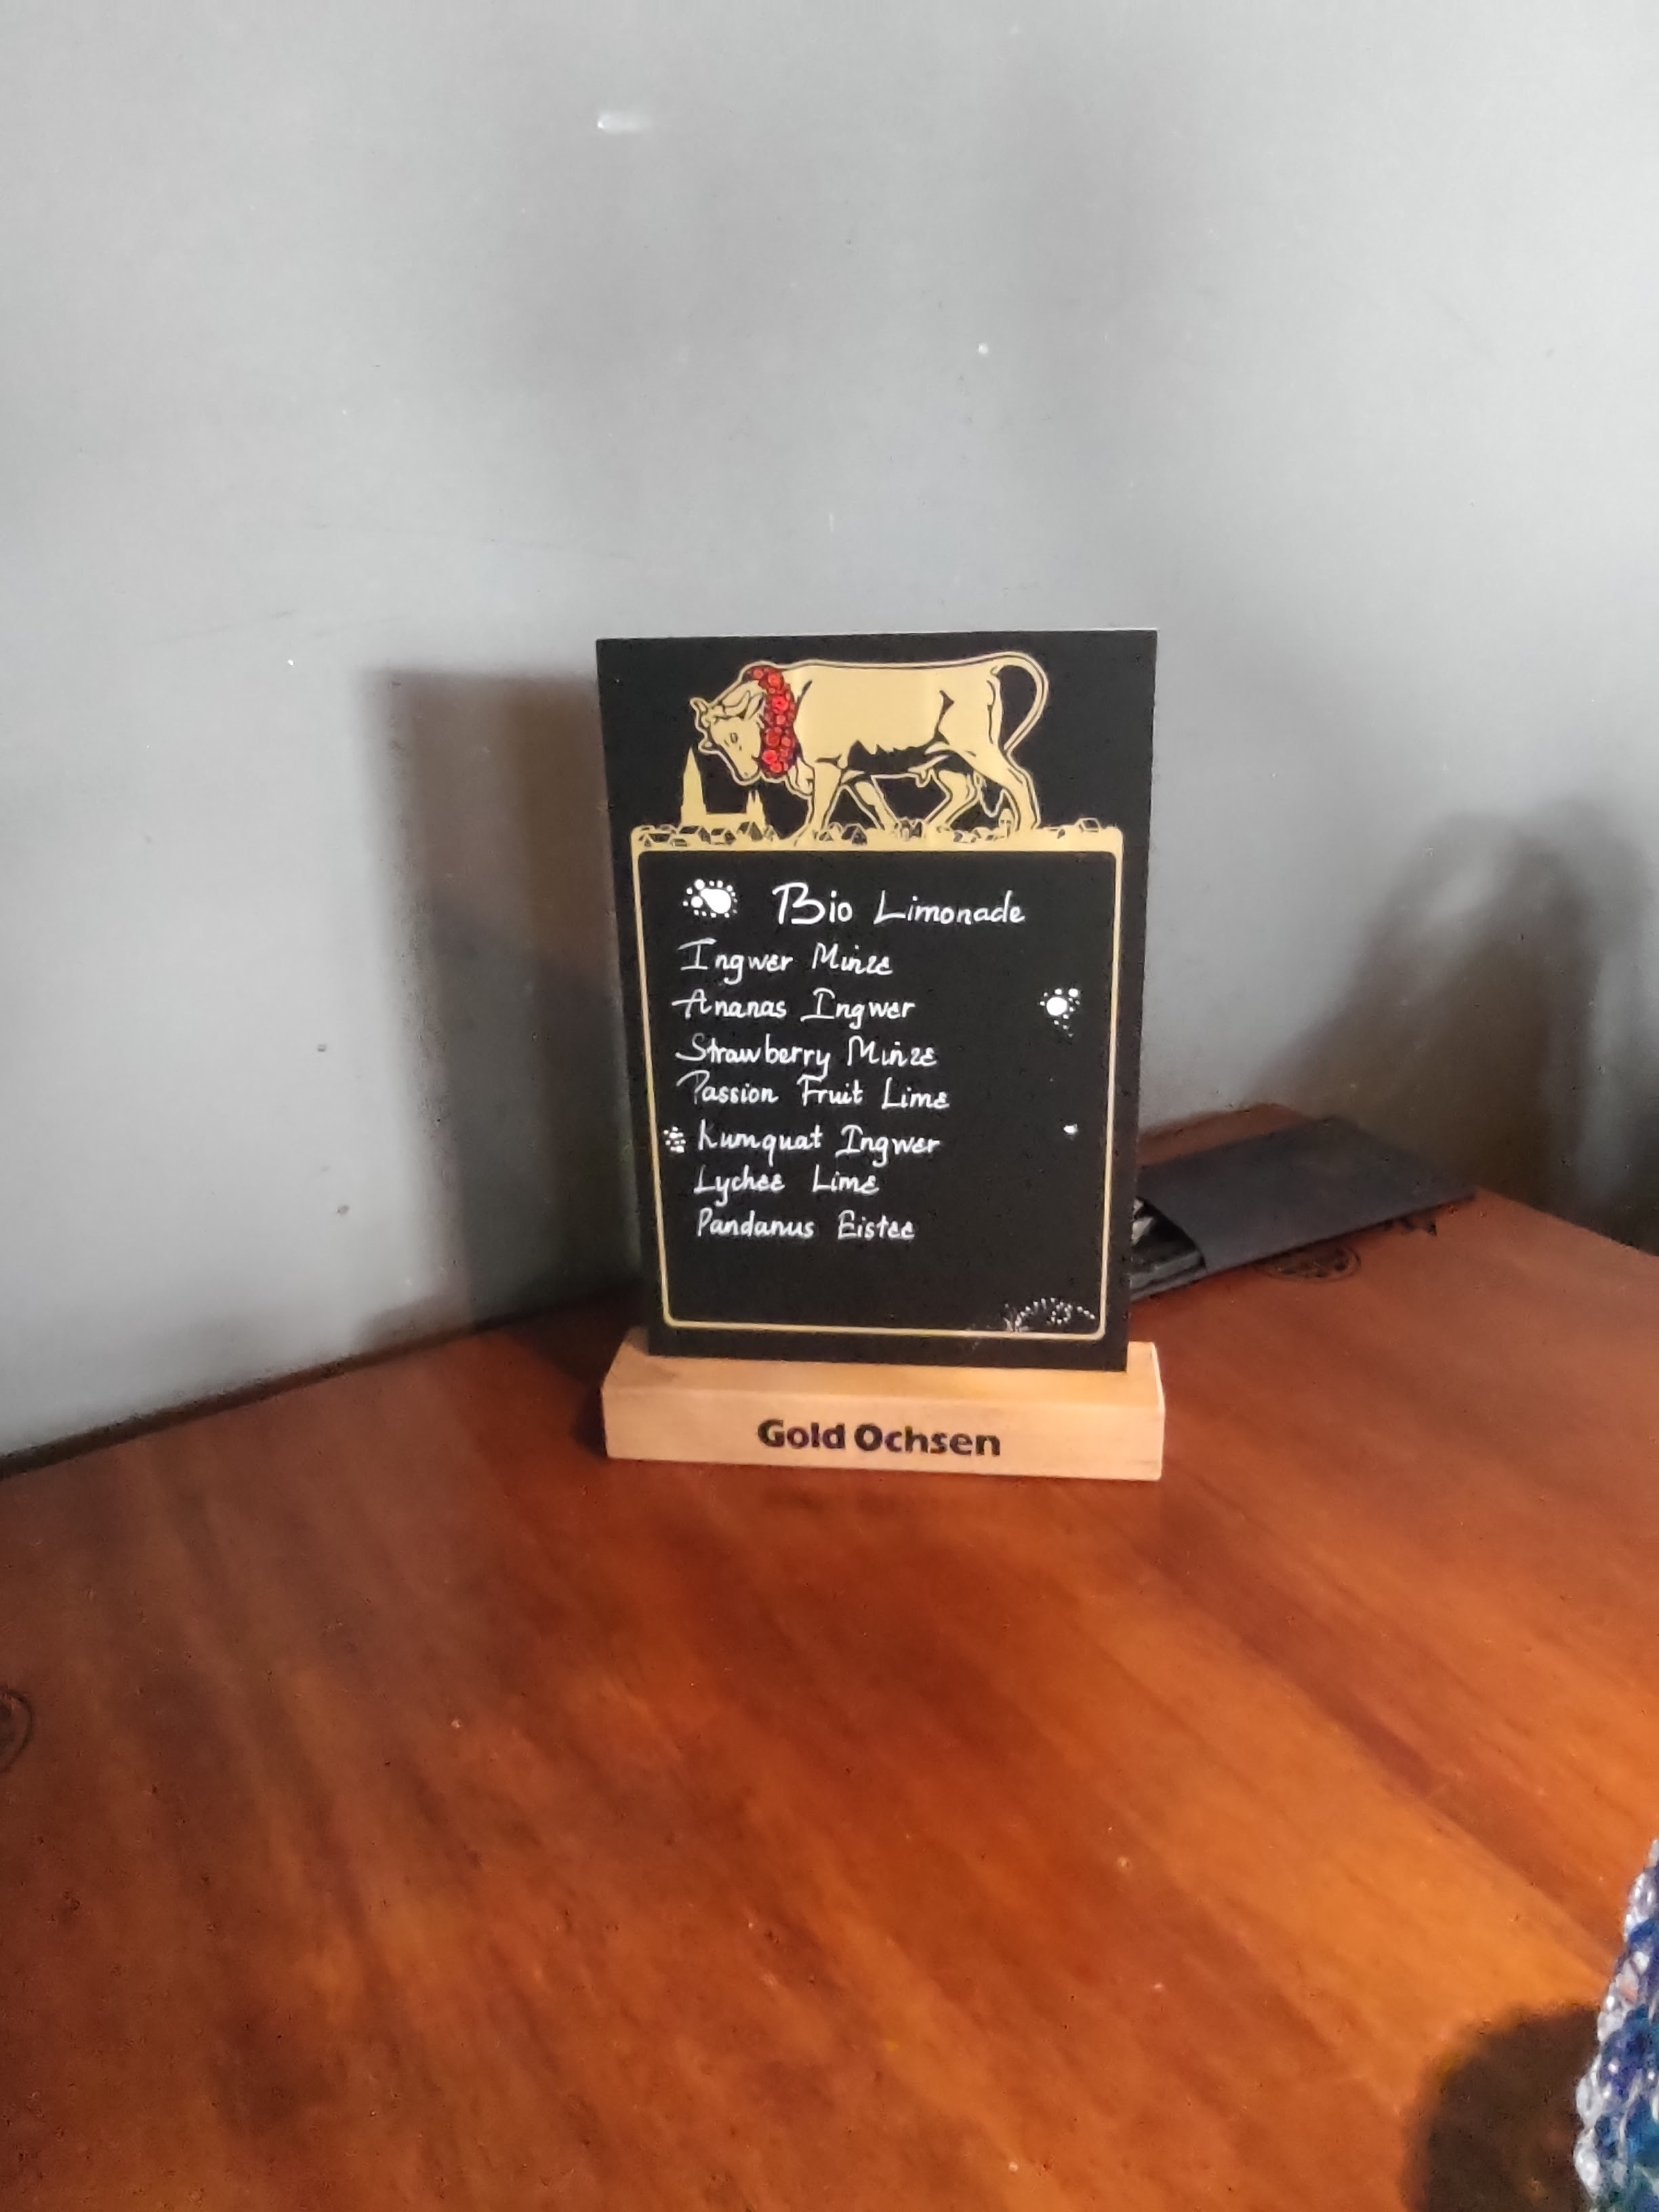 Bio Limonade
Ingwer Minze
Ananas Ingwer
Strawberry Minze
Passion Fruit Lime
Kumquat Ingwer
Lychee Lime
Pandanus Eistee
Gold Ochsen